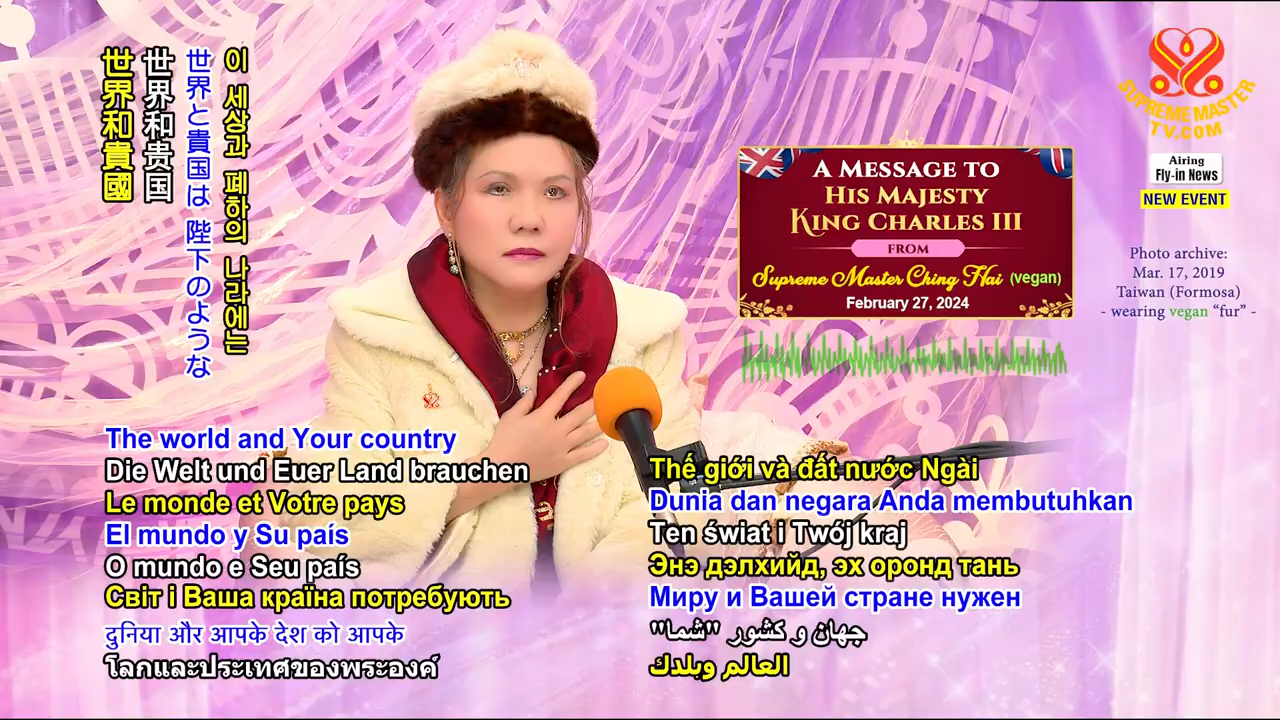 世界和貴國
世界和贵国
世界と貴国は 陛下のような
이 세상과 폐하의 나라에는
SUPREME MASTER
TV.COM
Airing
Fly-in News
NEW EVENT
A MESSAGE TO
HIS MAJESTY
KING CHARLES III
FROM
Supreme Master Ching Hai (vegan)
February 27, 2024
Photo archive:
Mar. 17, 2019
Taiwan (Formosa)
- wearing vegan “fur” -
The world and Your country
Die Welt und Euer Land brauchen
Le monde et Votre pays
El mundo y Su país
O mundo e Seu país
Світ і Ваша країна потребують
दुनिया और आपके देश को आपके
โลกและประเทศของพระองค์
Thế giới và đất nước Ngài
Dunia dan negara Anda membutuhkan
Ten świat i Twój kraj
Энэ дэлхийд, эх оронд тань
Миру и Вашей стране нужен
جهان و کشور "شما"
العالم وبلدك